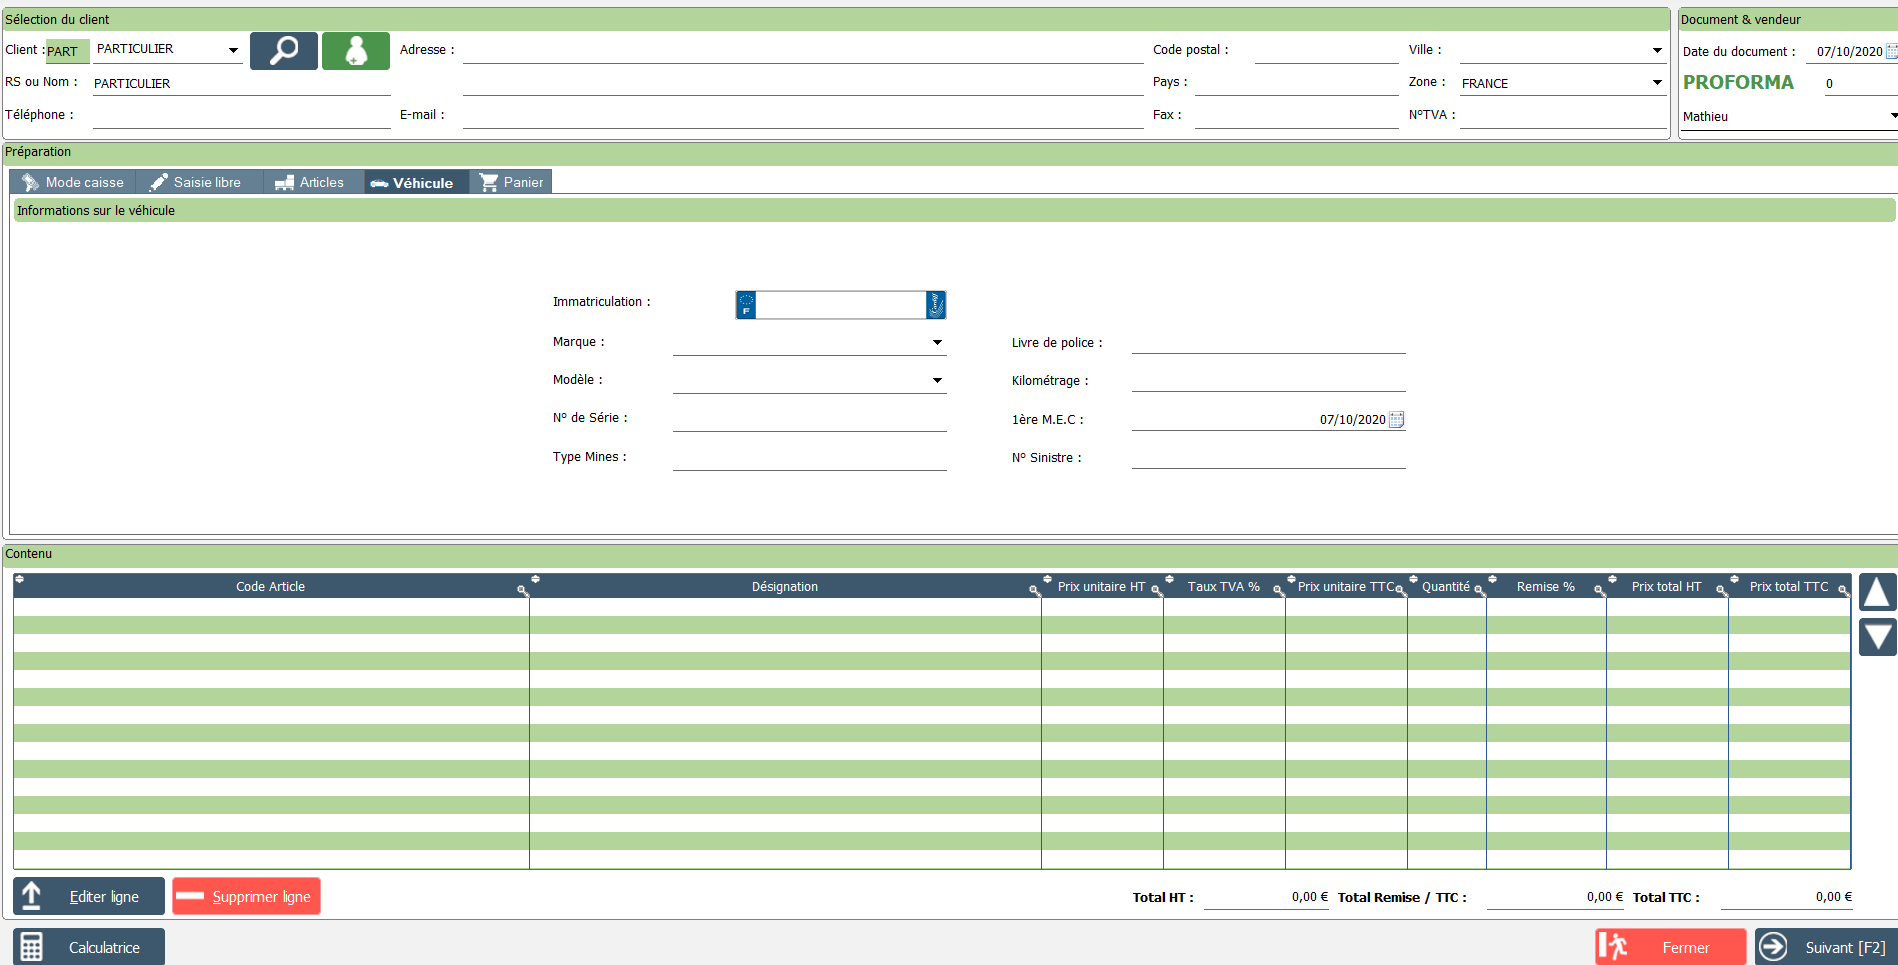 Sélection du client
Document & vendeur
Client : PART PARTICULIER
Adresse :
Code postal :
Ville :
Date du document : 07/10/2020
RS ou Nom : PARTICULIER
Pays :
Zone : FRANCE
PROFORMA 0
Téléphone :
E-mail :
Fax :
N°TVA :
Mathieu
Préparation
Mode caisse
Saisie libre
Articles
Véhicule
Panier
Informations sur le véhicule
Immatriculation :
F
Marque :
Livre de police :
Modèle :
Kilométrage :
N° de Série :
1ère M.E.C : 07/10/2020
Type Mines :
N° Sinistre :
Contenu
Code Article
Désignation
Prix unitaire HT
Taux TVA %
Prix unitaire TTC
Quantité
Remise %
Prix total HT
Prix total TTC
Editer ligne
Supprimer ligne
Total HT : 0,00 €
Total Remise / TTC : 0,00 €
Total TTC : 0,00 €
Calculatrice
Fermer
Suivant [F2]